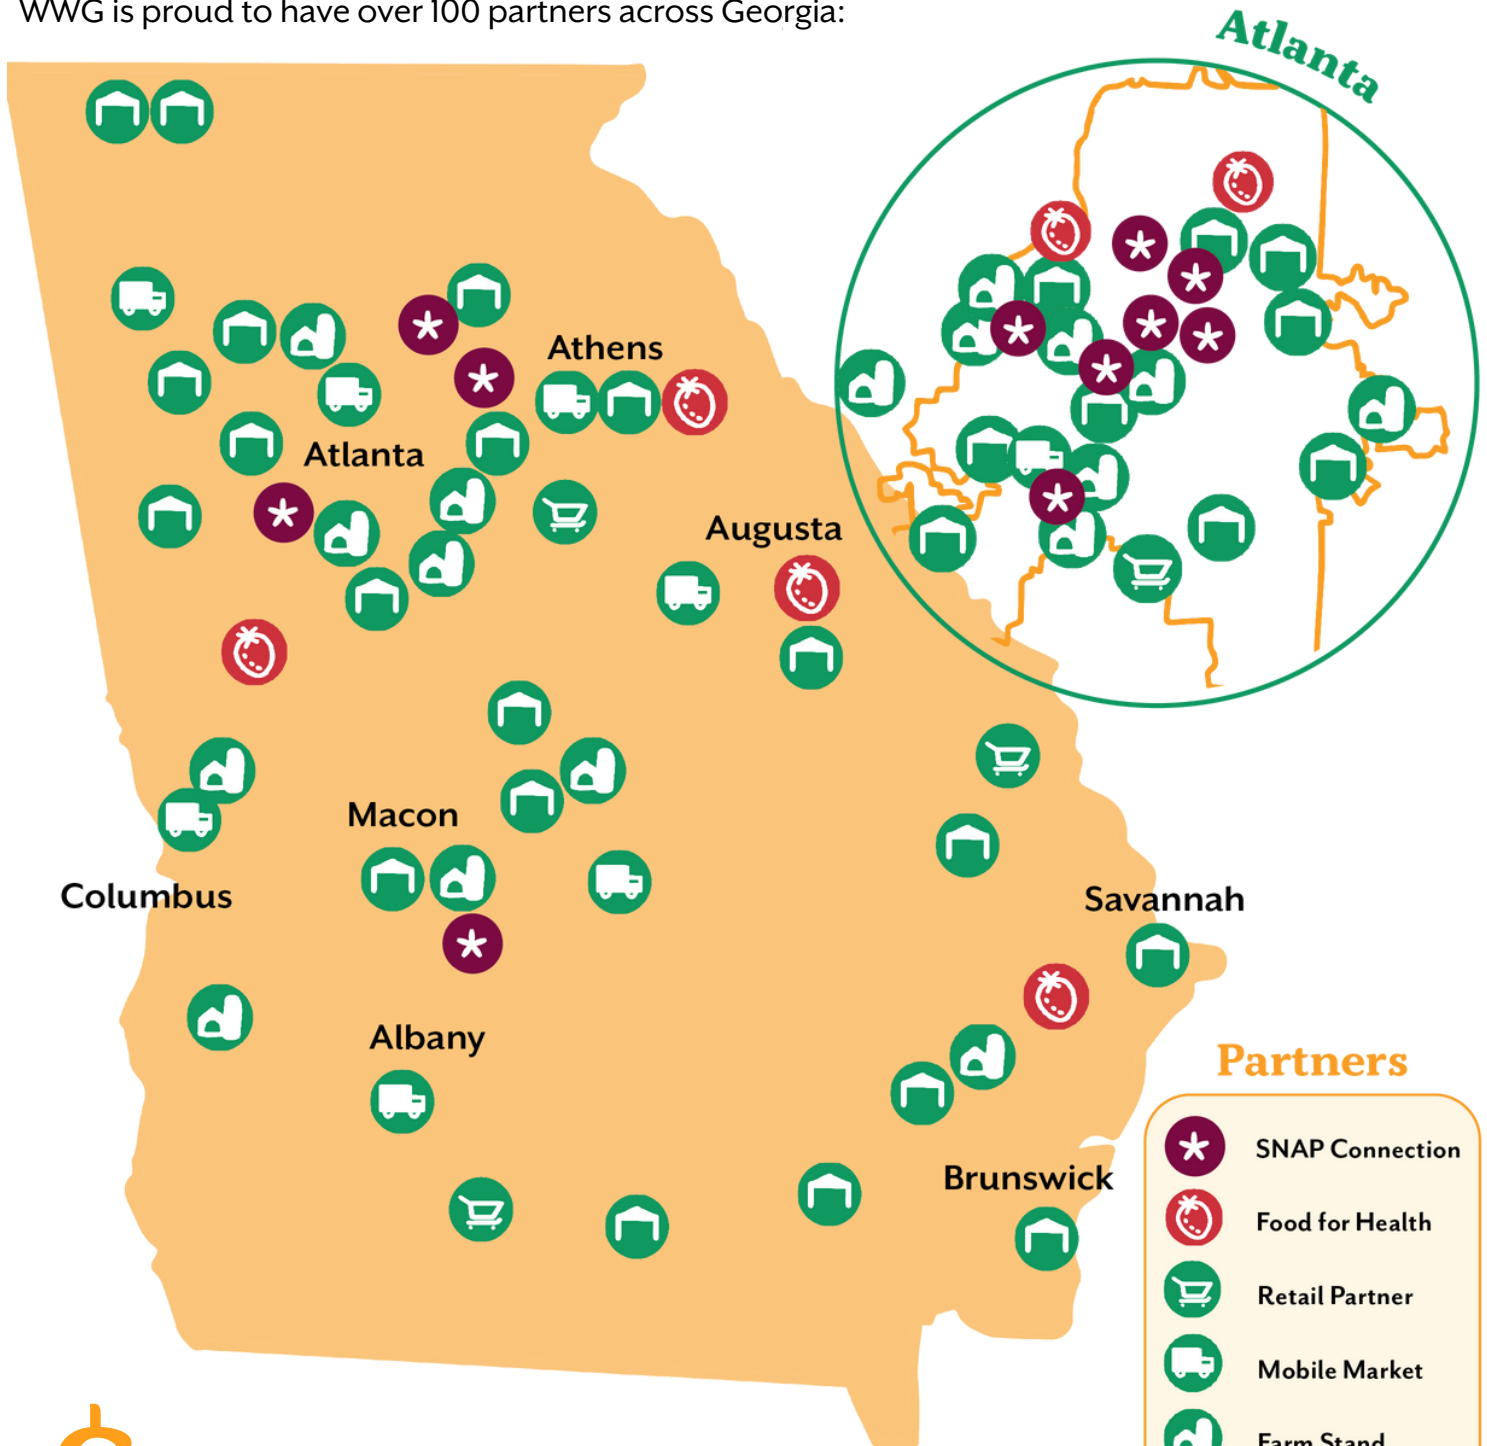 WWG is proud to have over 100 partners across Georgia:
Atlanta
Athens
Atlanta
Augusta
Macon
Columbus
Savannah
Albany
Brunswick
Partners
SNAP Connection
Food for Health
Retail Partner
Mobile Market
Farm Stand